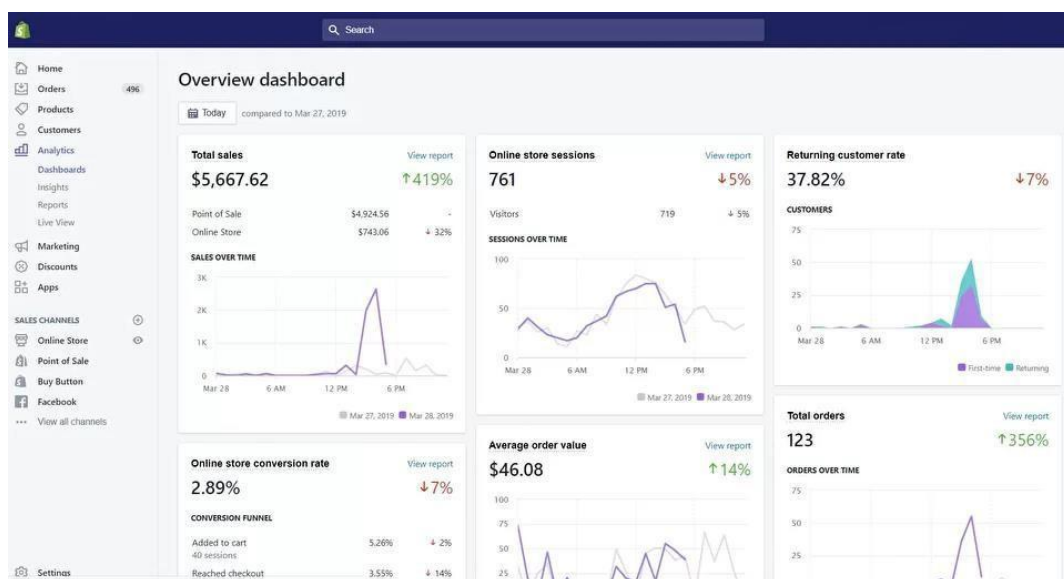 Search
Home
Orders 496
Products
Customers
Analytics
Dashboards
Insights
Reports
Live View
Marketing
Discounts
Apps
SALES CHANNELS
Online Store
Point of Sale
Buy Button
Facebook
View all channels
Settings
Overview dashboard
Today compared to Mar 27, 2019
Total sales View report
$5,667.62 ↑419%
Point of Sale $4,924.56 -
Online Store $743.06 ↓ 32%
SALES OVER TIME
3K
2K
1K
0
Mar 28 6 AM 12 PM 6 PM
Mar 27, 2019 Mar 28, 2019
Online store sessions View report
761 ↓5%
Visitors 719 ↓ 5%
SESSIONS OVER TIME
100
50
0
Mar 28 6 AM 12 PM 6 PM
Mar 27, 2019 Mar 28, 2019
Returning customer rate
37.82% ↓7%
CUSTOMERS
75
50
25
0
Mar 28 6 AM 12 PM 6 PM
First-time Returning
Online store conversion rate View report
2.89% ↓7%
CONVERSION FUNNEL
Added to cart 5.26% ↓ 2%
40 sessions
Reached checkout 3.55% ↓ 14%
Average order value View report
$46.08 ↑14%
100
75
50
25
Total orders View report
123 ↑356%
ORDERS OVER TIME
75
50
25